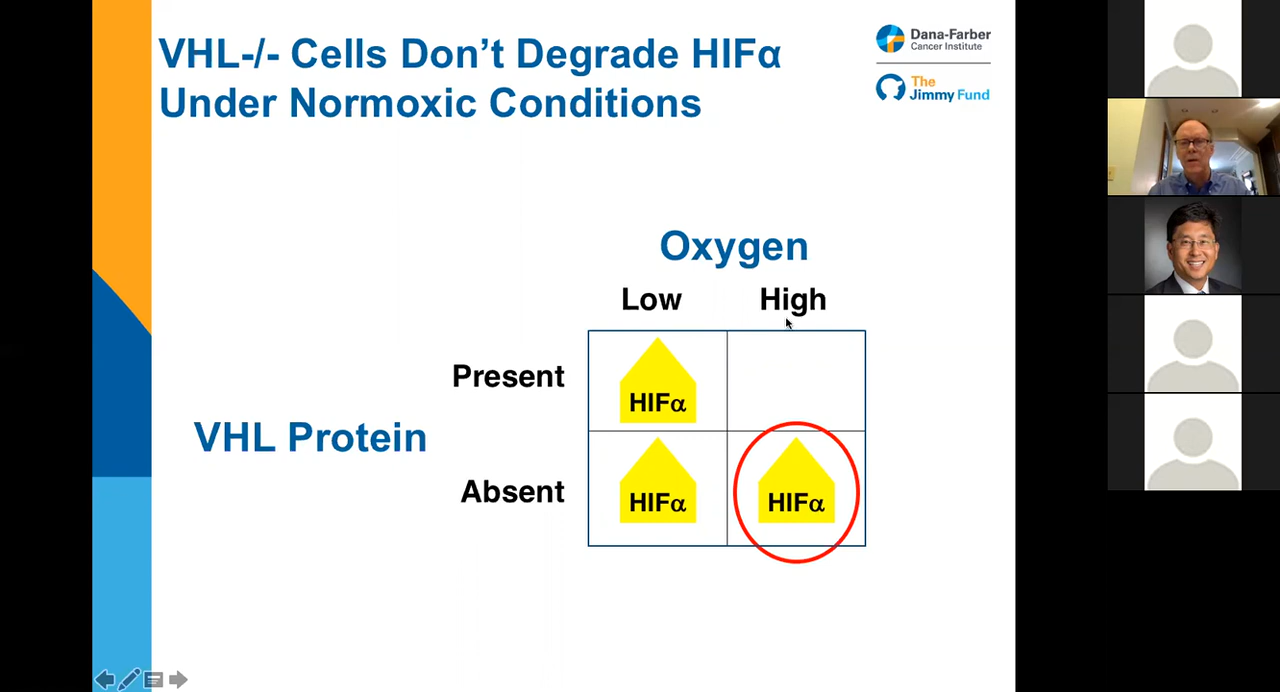 VHL-/- Cells Don't Degrade HIFα
Under Normoxic Conditions
Dana-Farber
Cancer Institute
The
Jimmy Fund
Oxygen
Low High
Present
HIFα
VHL Protein
Absent
HIFα HIFα